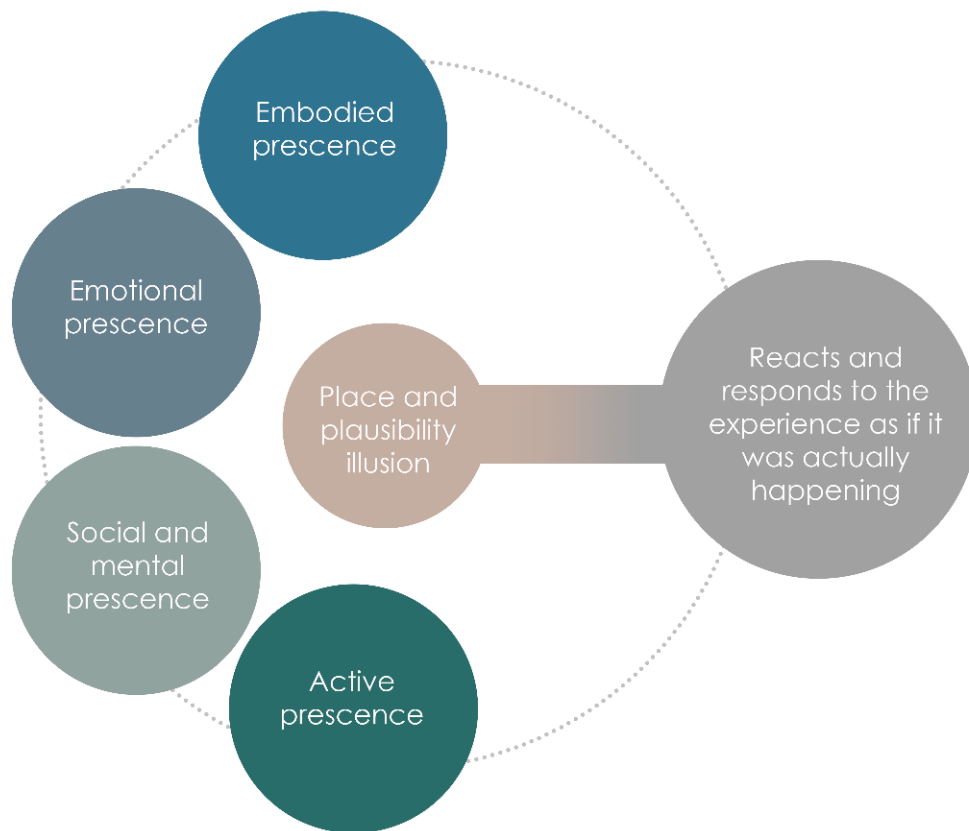 Embodied
prescence
Emotional
prescence
Place and
plausibility
illusion
Reacts and
responds to the
experience as if it
was actually
happening
Social and
mental
prescence
Active
prescence